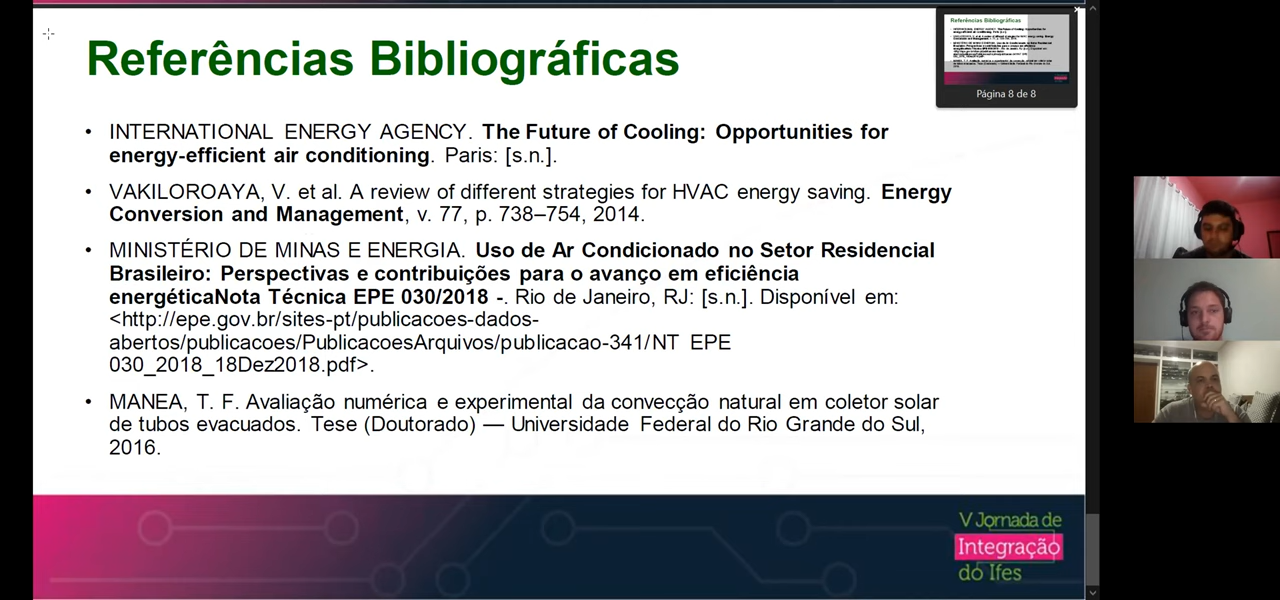 Referências Bibliográficas
• INTERNATIONAL ENERGY AGENCY. The Future of Cooling: Opportunities for
energy-efficient air conditioning. Paris: [s.n.].
• VAKILOROAYA, V. et al. A review of different strategies for HVAC energy saving. Energy
Conversion and Management, v. 77, p. 738–754, 2014.
• MINISTÉRIO DE MINAS E ENERGIA. Uso de Ar Condicionado no Setor Residencial
Brasileiro: Perspectivas e contribuições para o avanço em eficiência
energéticaNota Técnica EPE 030/2018 -. Rio de Janeiro, RJ: [s.n.]. Disponível em:
<http://epe.gov.br/sites-pt/publicacoes-dados-
abertos/publicacoes/PublicacoesArquivos/publicacao-341/NT EPE
030_2018_18Dez2018.pdf>.
• MANEA, T. F. Avaliação numérica e experimental da convecção natural em coletor solar
de tubos evacuados. Tese (Doutorado) — Universidade Federal do Rio Grande do Sul,
2016.
V Jornada de
Integração
do Ifes
Referências Bibliográficas
Página 8 de 8